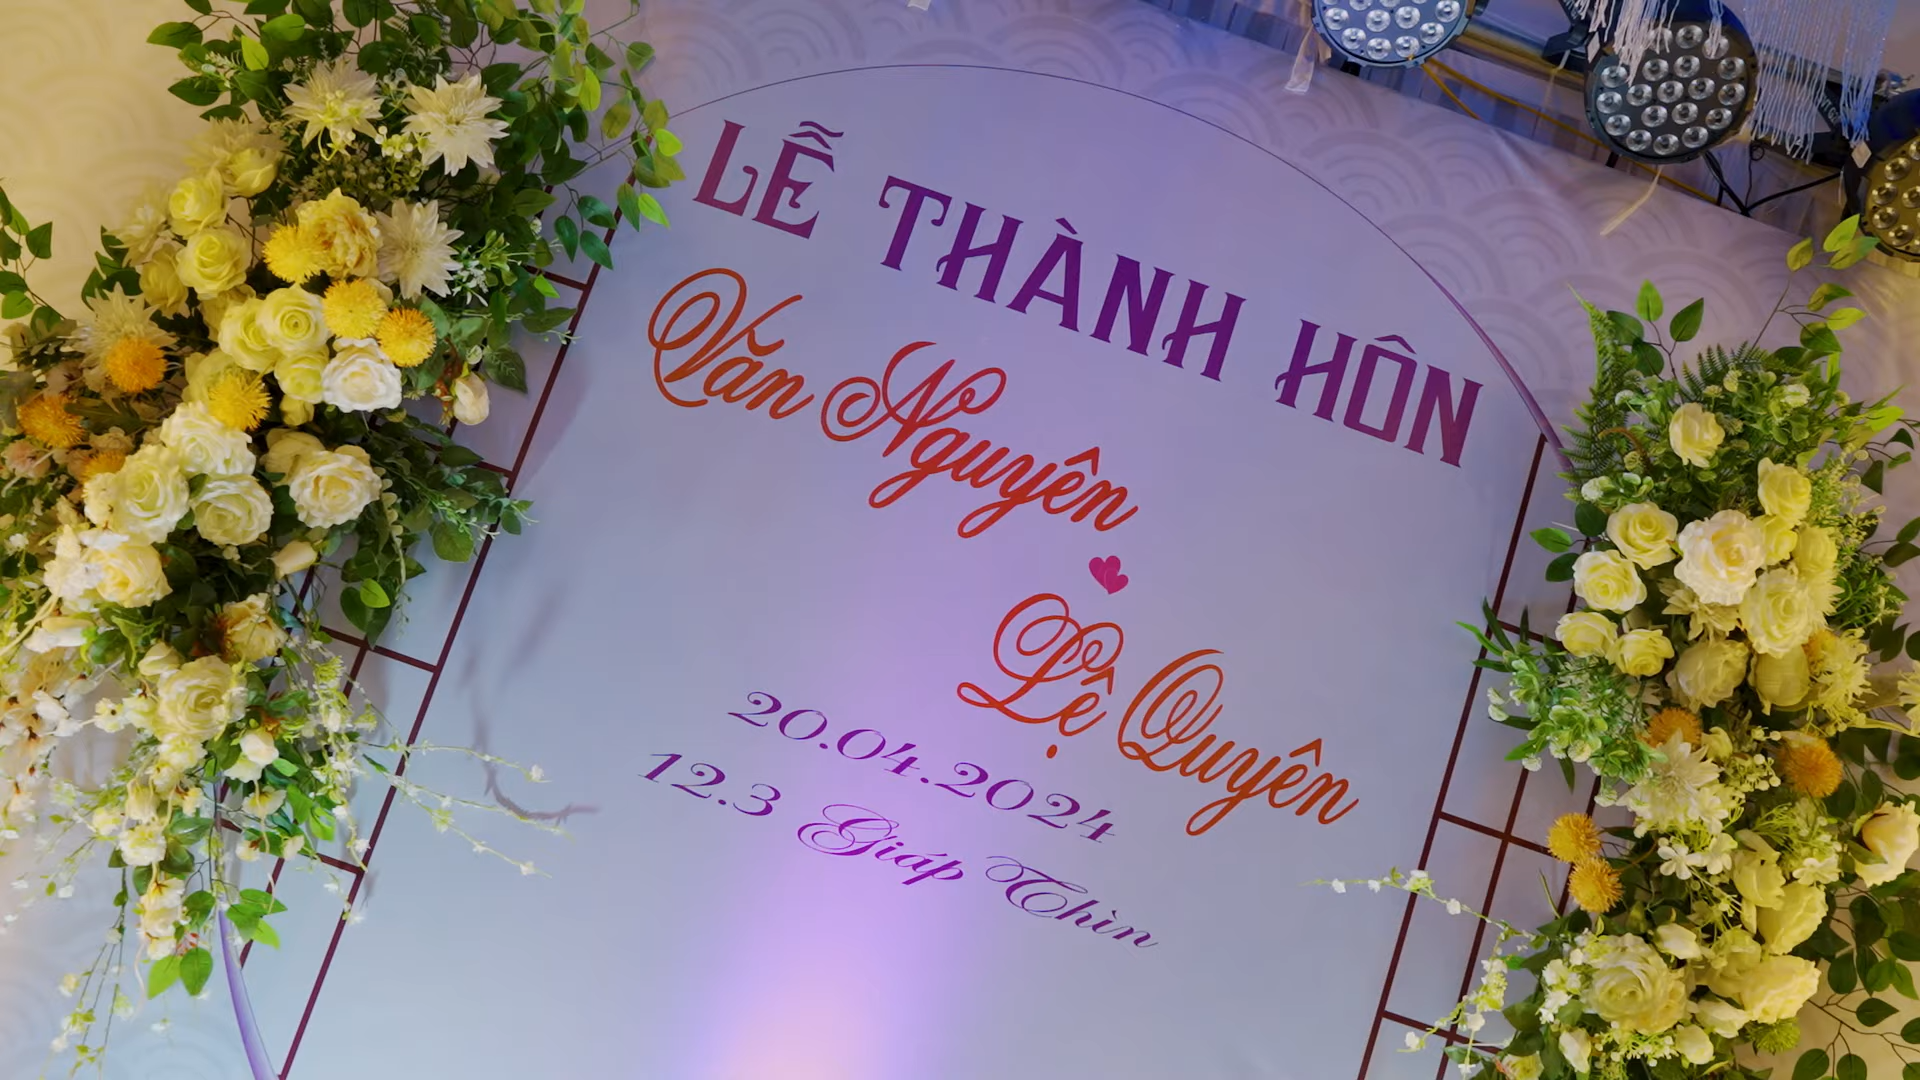 LỄ THÀNH HÔN
Văn Nguyên
Lệ Quyên
20.04.2024
12.3 Giáp Thìn